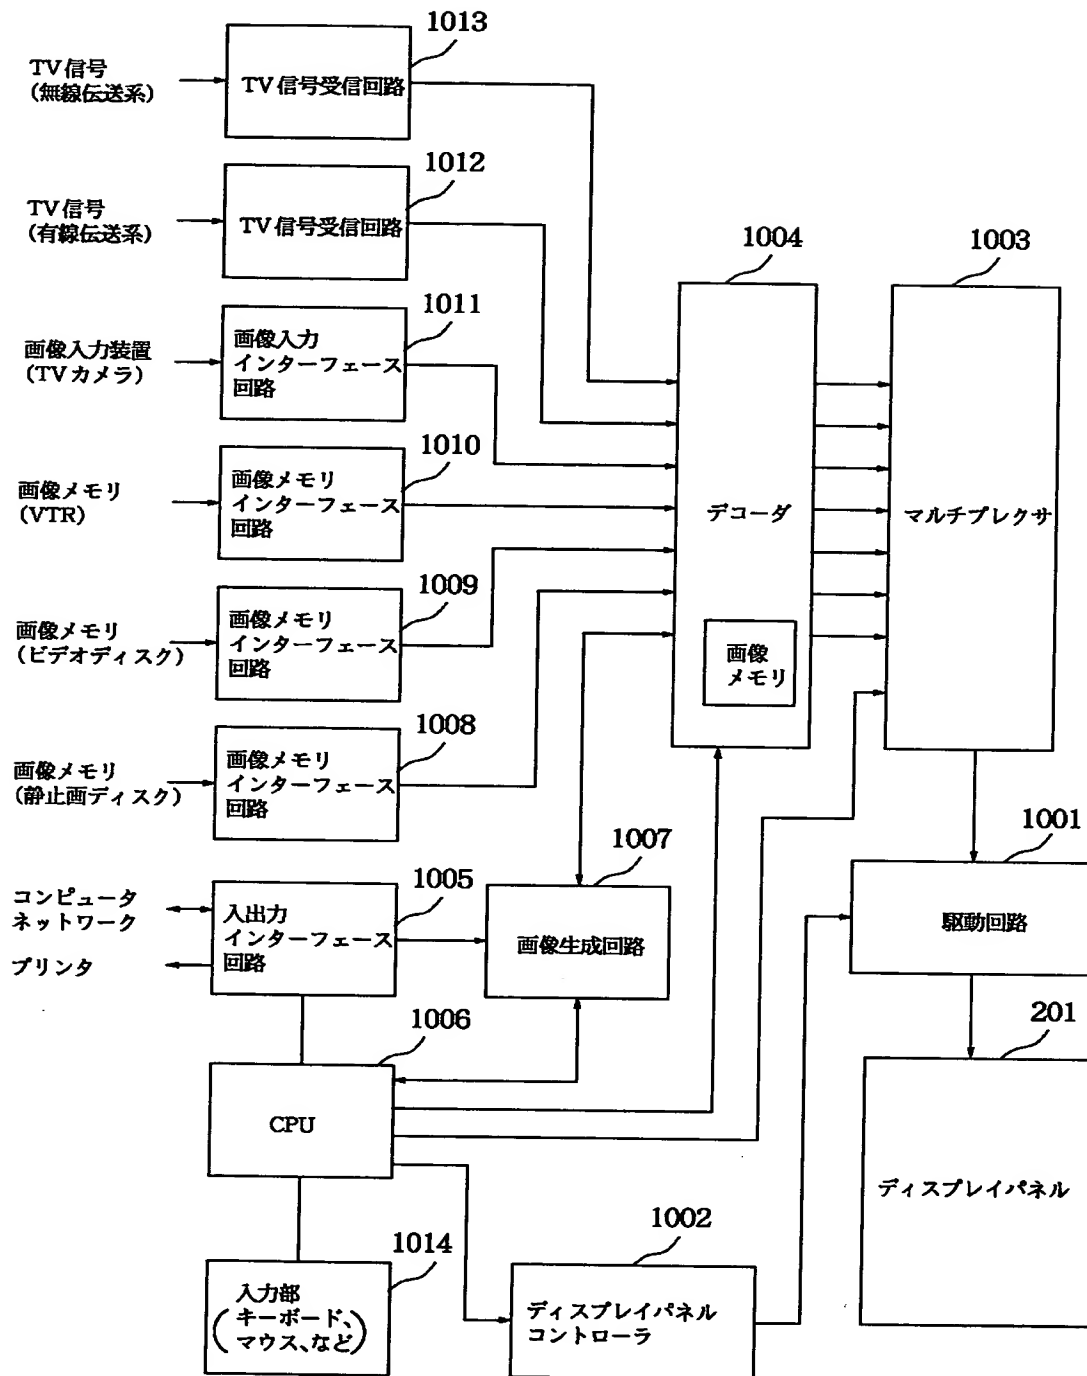 1013
TV信号
(無線伝送系)
TV信号受信回路
1012
TV信号
(有線伝送系)
TV信号受信回路
1011
画像入力装置
(TVカメラ)
画像入力
インターフェース
回路
1010
画像メモリ
(VTR)
画像メモリ
インターフェース
回路
1009
画像メモリ
(ビデオディスク)
画像メモリ
インターフェース
回路
1008
画像メモリ
(静止画ディスク)
画像メモリ
インターフェース
回路
1004
デコーダ
画像
メモリ
1003
マルチプレクサ
1007
画像生成回路
1005
コンピュータ
ネットワーク
プリンタ
入出力
インターフェース
回路
1001
駆動回路
1006
CPU
201
ディスプレイパネル
1014
入力部
(キーボード、
マウス、など)
1002
ディスプレイパネル
コントローラ